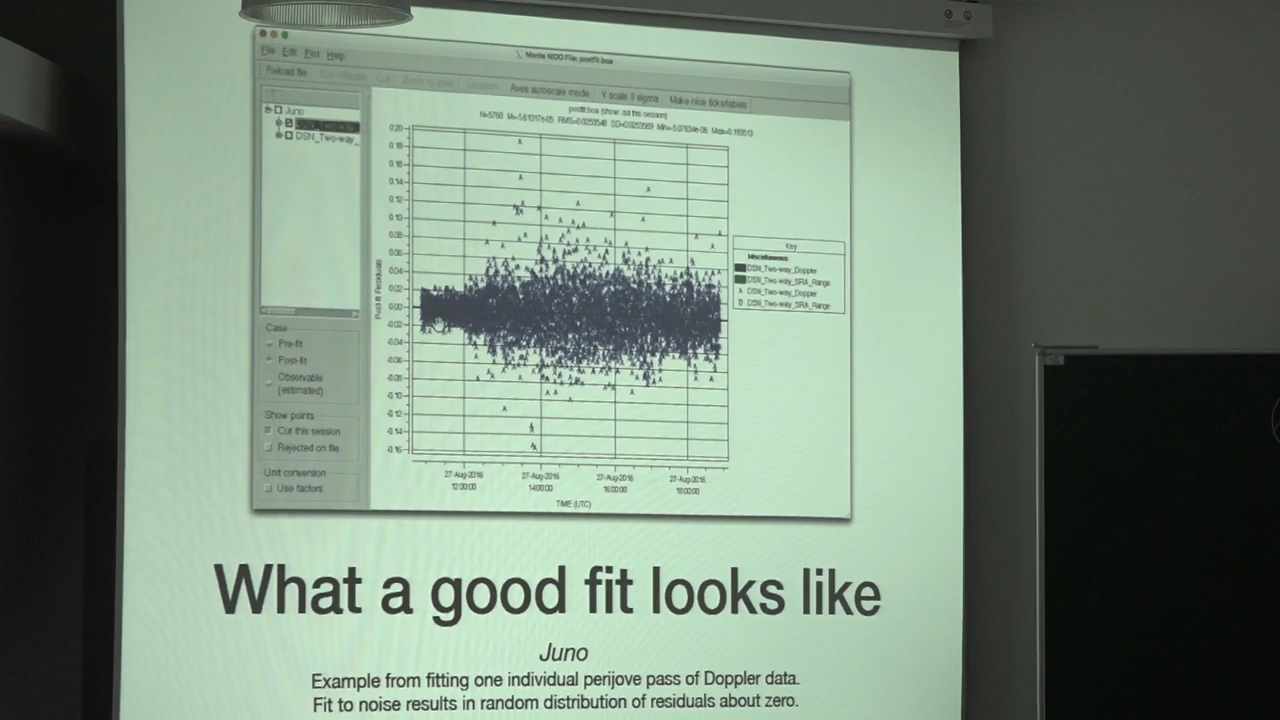 Monte NIDO File: postfit.boa
File Edit Plot Help
Reload file
Axes autoscale mode Y scale 3 sigma Make nice ticks/labels
Juno
DSN_Two-way_
postfit.boa (show cut this session)
0.20
0.18
0.16
0.14
0.12
0.10
0.08
0.06
0.04
0.02
0.00
-0.02
-0.04
-0.06
-0.08
-0.10
-0.12
-0.14
-0.16
Post-fit Residuals
27-Aug-2016 27-Aug-2016 27-Aug-2016 27-Aug-2016
12:00:00 14:00:00 16:00:00 18:00:00
TIME (UTC)
Key
Miscellaneous
DSN_Two-way_Doppler
DSN_Two-way_SRA_Range
A DSN_Two-way_Doppler
B DSN_Two-way_SRA_Range
Case
Pre-fit
Post-fit
Observable
(estimated)
Show points
Cut this session
Rejected on file
Unit conversion
Use factors
What a good fit looks like
Juno
Example from fitting one individual perijove pass of Doppler data.
Fit to noise results in random distribution of residuals about zero.